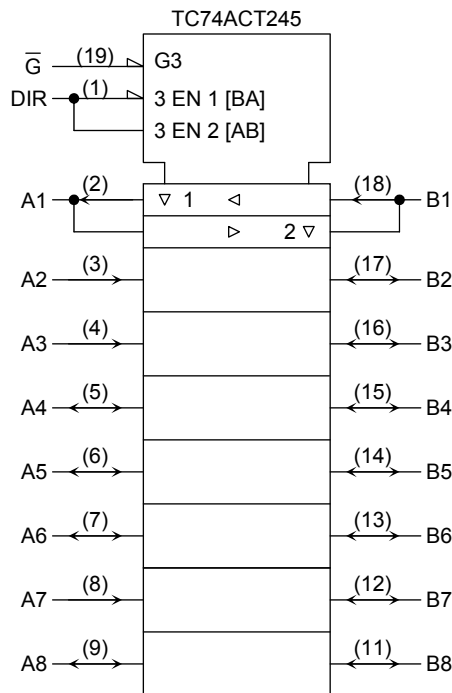 TC74ACT245
G̅ (19) G3
DIR (1) 3 EN 1 [BA]
3 EN 2 [AB]
A1 (2) ▽ 1 ◁ (18) B1
▷ 2 ▽
A2 (3) (17) B2
A3 (4) (16) B3
A4 (5) (15) B4
A5 (6) (14) B5
A6 (7) (13) B6
A7 (8) (12) B7
A8 (9) (11) B8